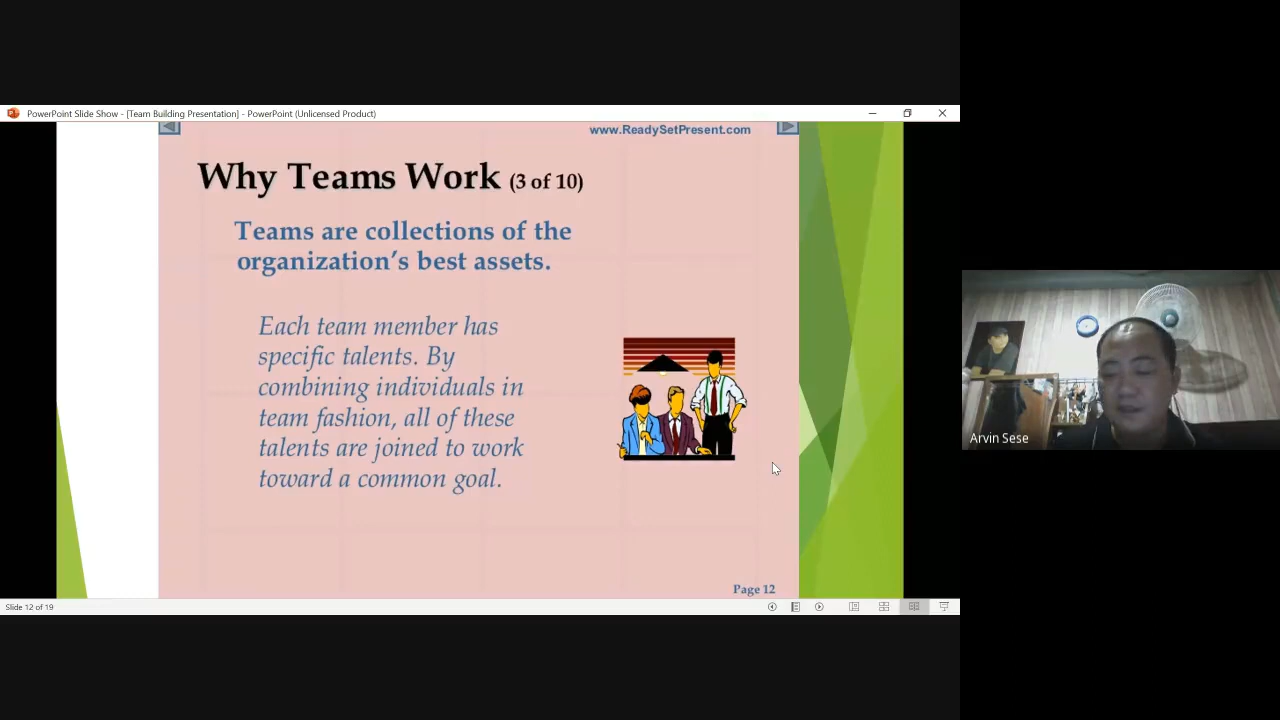 PowerPoint Slide Show - [Team Building Presentation] - PowerPoint (Unlicensed Product)
www.ReadySetPresent.com
Why Teams Work (3 of 10)
Teams are collections of the
organization’s best assets.
Each team member has
specific talents. By
combining individuals in
team fashion, all of these
talents are joined to work
toward a common goal.
Page 12
Slide 12 of 19
Arvin Sese